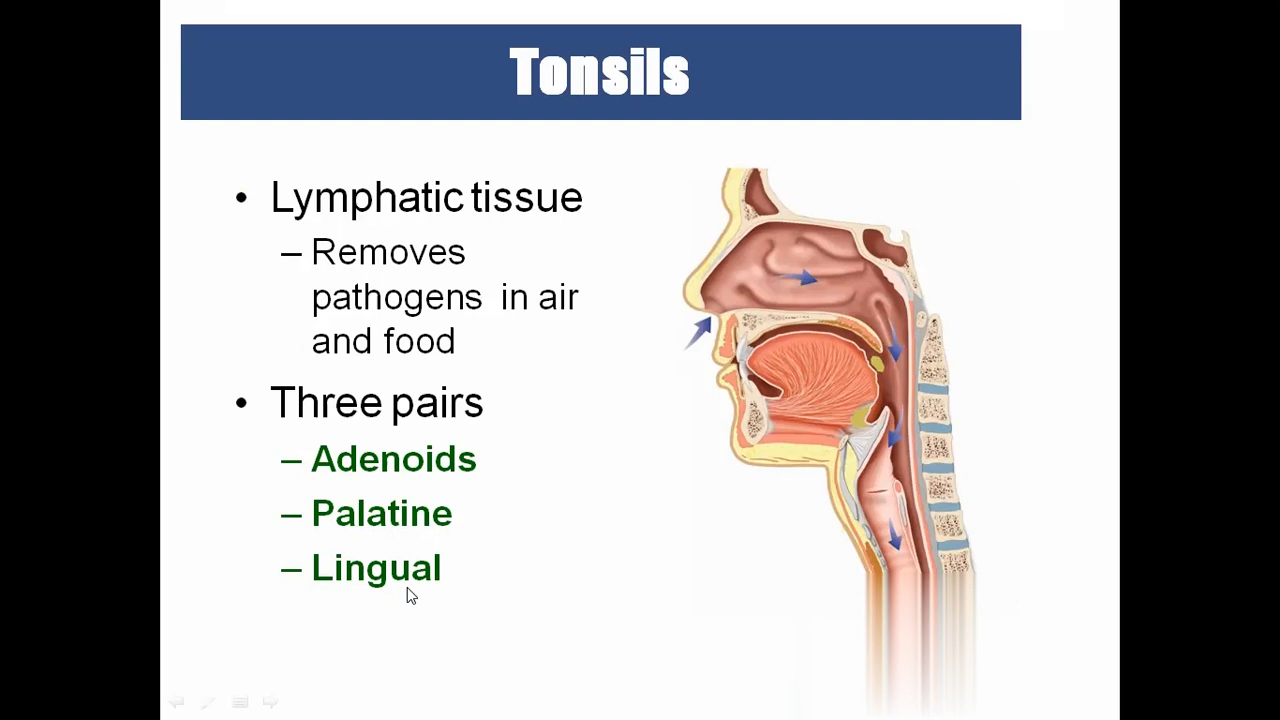 Tonsils
• Lymphatic tissue
– Removes
pathogens in air
and food
• Three pairs
– Adenoids
– Palatine
– Lingual